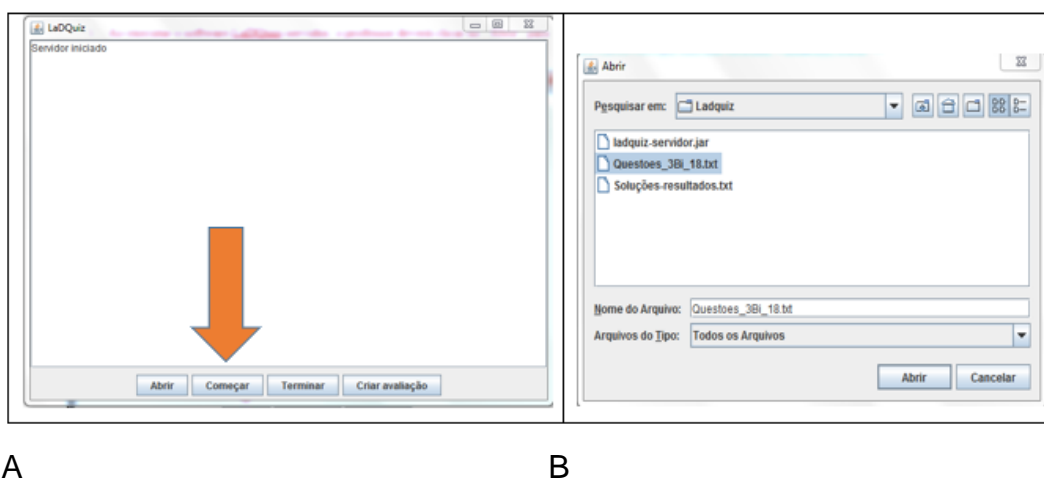 LaDQuiz
Servidor iniciado
Abrir
Começar
Terminar
Criar avaliação
Abrir
Pesquisar em:
Ladquiz
ladquiz-servidor.jar
Questoes_3Bi_18.txt
Soluções-resultados.txt
Nome do Arquivo:
Questoes_3Bi_18.txt
Arquivos do Tipo:
Todos os Arquivos
Abrir
Cancelar
A
B